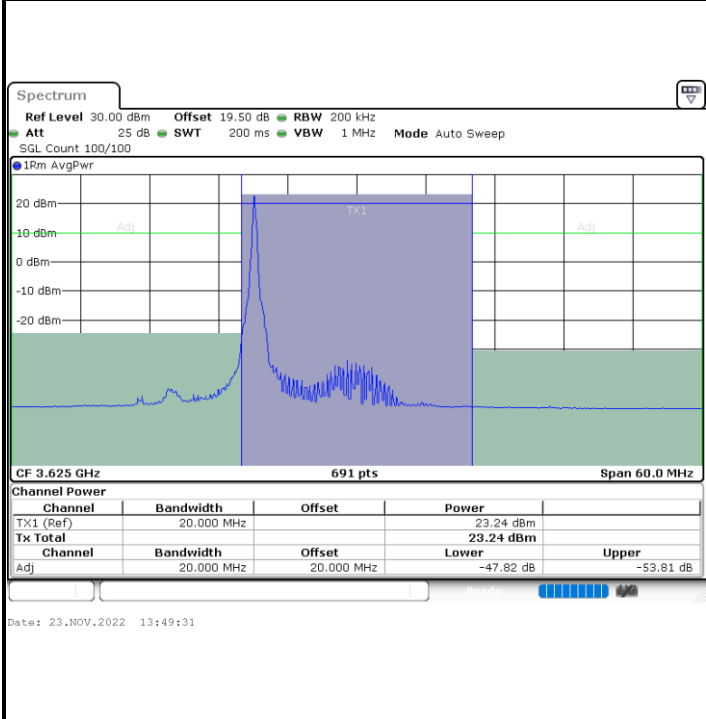 Spectrum
Ref Level 30.00 dBm Offset 19.50 dB RBW 200 kHz
Att 25 dB SWT 200 ms VBW 1 MHz Mode Auto Sweep
SGL Count 100/100
1Rm AvgPwr
20 dBm
TX1
Adj
Adj
10 dBm
0 dBm
-10 dBm
-20 dBm
CF 3.625 GHz 691 pts Span 60.0 MHz
Channel Power
Channel Bandwidth Offset Power
TX1 (Ref) 20.000 MHz 23.24 dBm
Tx Total 23.24 dBm
Channel Bandwidth Offset Lower Upper
Adj 20.000 MHz 20.000 MHz -47.82 dB -53.81 dB
Ready
Date: 23.NOV.2022 13:49:31